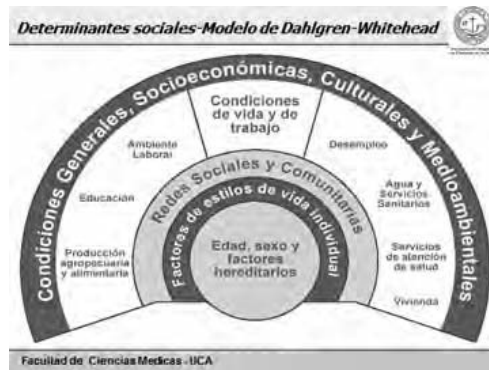 Determinantes sociales-Modelo de Dahlgren-Whitehead
Condiciones Generales, Socioeconómicas, Culturales y Medioambientales
Condiciones
de vida y de
trabajo
Ambiente
Laboral
Desempleo
Educación
Agua y
Servicios
Sanitarios
Producción
agropecuaria
y alimentaria
Servicios
de atención
de salud
Vivienda
Redes Sociales y Comunitarias
Factores de estilos de vida individual
Edad, sexo y
factores
hereditarios
Facultad de Ciencias Medicas - UCA